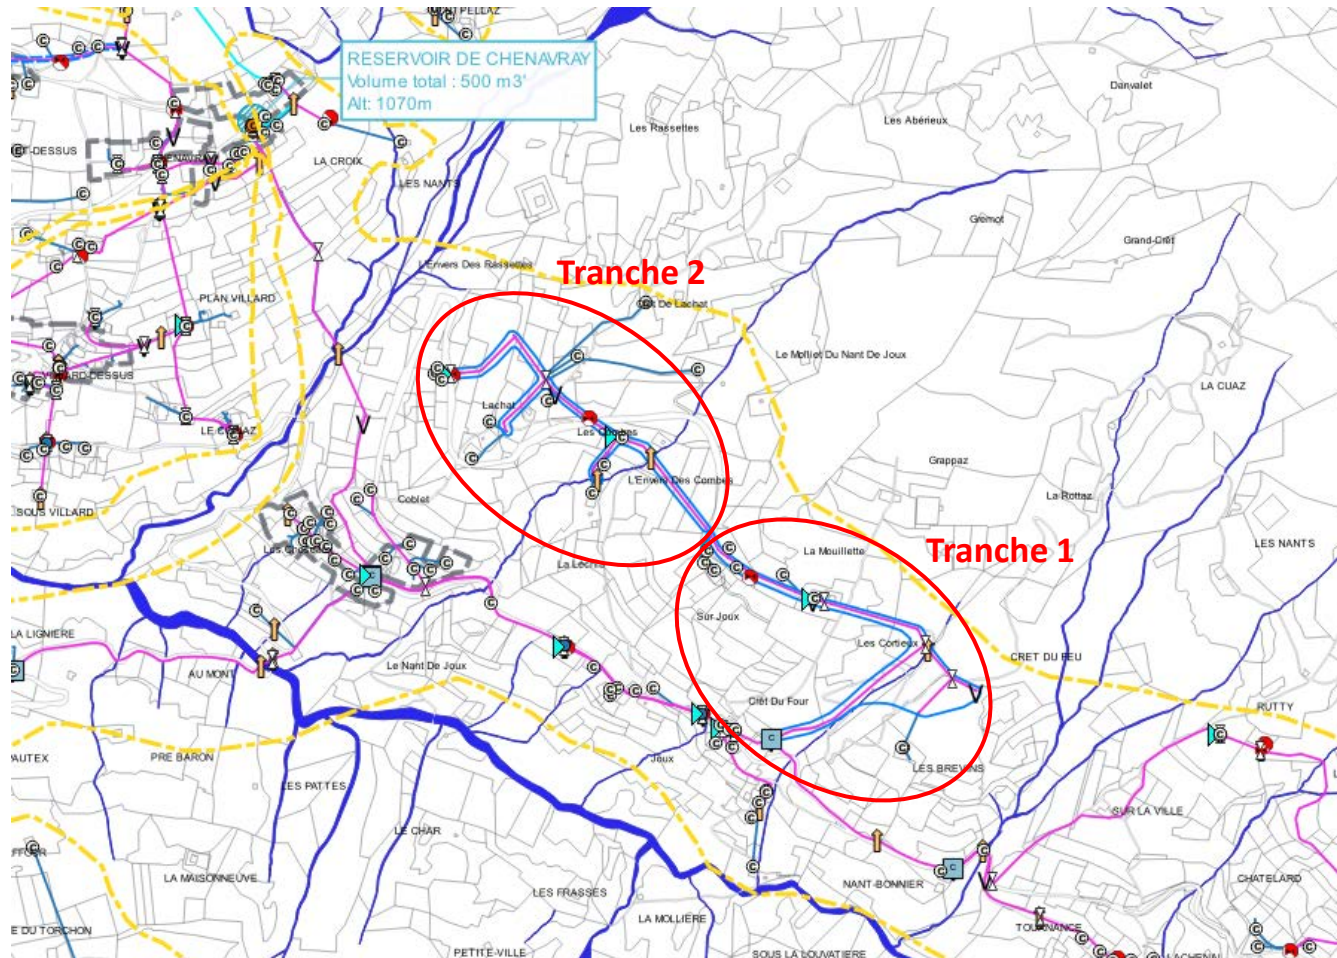 RESERVOIR DE CHENAVRAY
Volume total : 500 m3'
Alt: 1070m
Danvalet
Les Abérieux
Les Rassettes
LA CROIX
LES NANTS
Gremot
Grand-Crêt
L'Envers Des Rassettes
Tranche 2
PLAN VILLARD
Crêt De Lachat
Le Molliet Du Nant De Joux
LA CUAZ
Lachat
Les Combes
Grappaz
L'Envers Des Combes
La Rottaz
SOUS VILLARD
Coblet
LES NANTS
La Mouillette
Tranche 1
Sur Joux
LA LIGNIERE
Les Cortieux
CRET DU FEU
Le Nant De Joux
AU MONT
Crêt Du Four
RUTTY
PRE BARON
Joux
LES BREVINS
LES PATTES
SUR LA VILLE
LE CHAR
LA MAISONNEUVE
NANT-BONNIER
CHATELARD
LES FRASSES
LA MOLLIERE
TOURNANCE
E DU TORCHON
PETITE-VILLE
SOUS LA LOUVATIERE
LACHENAL